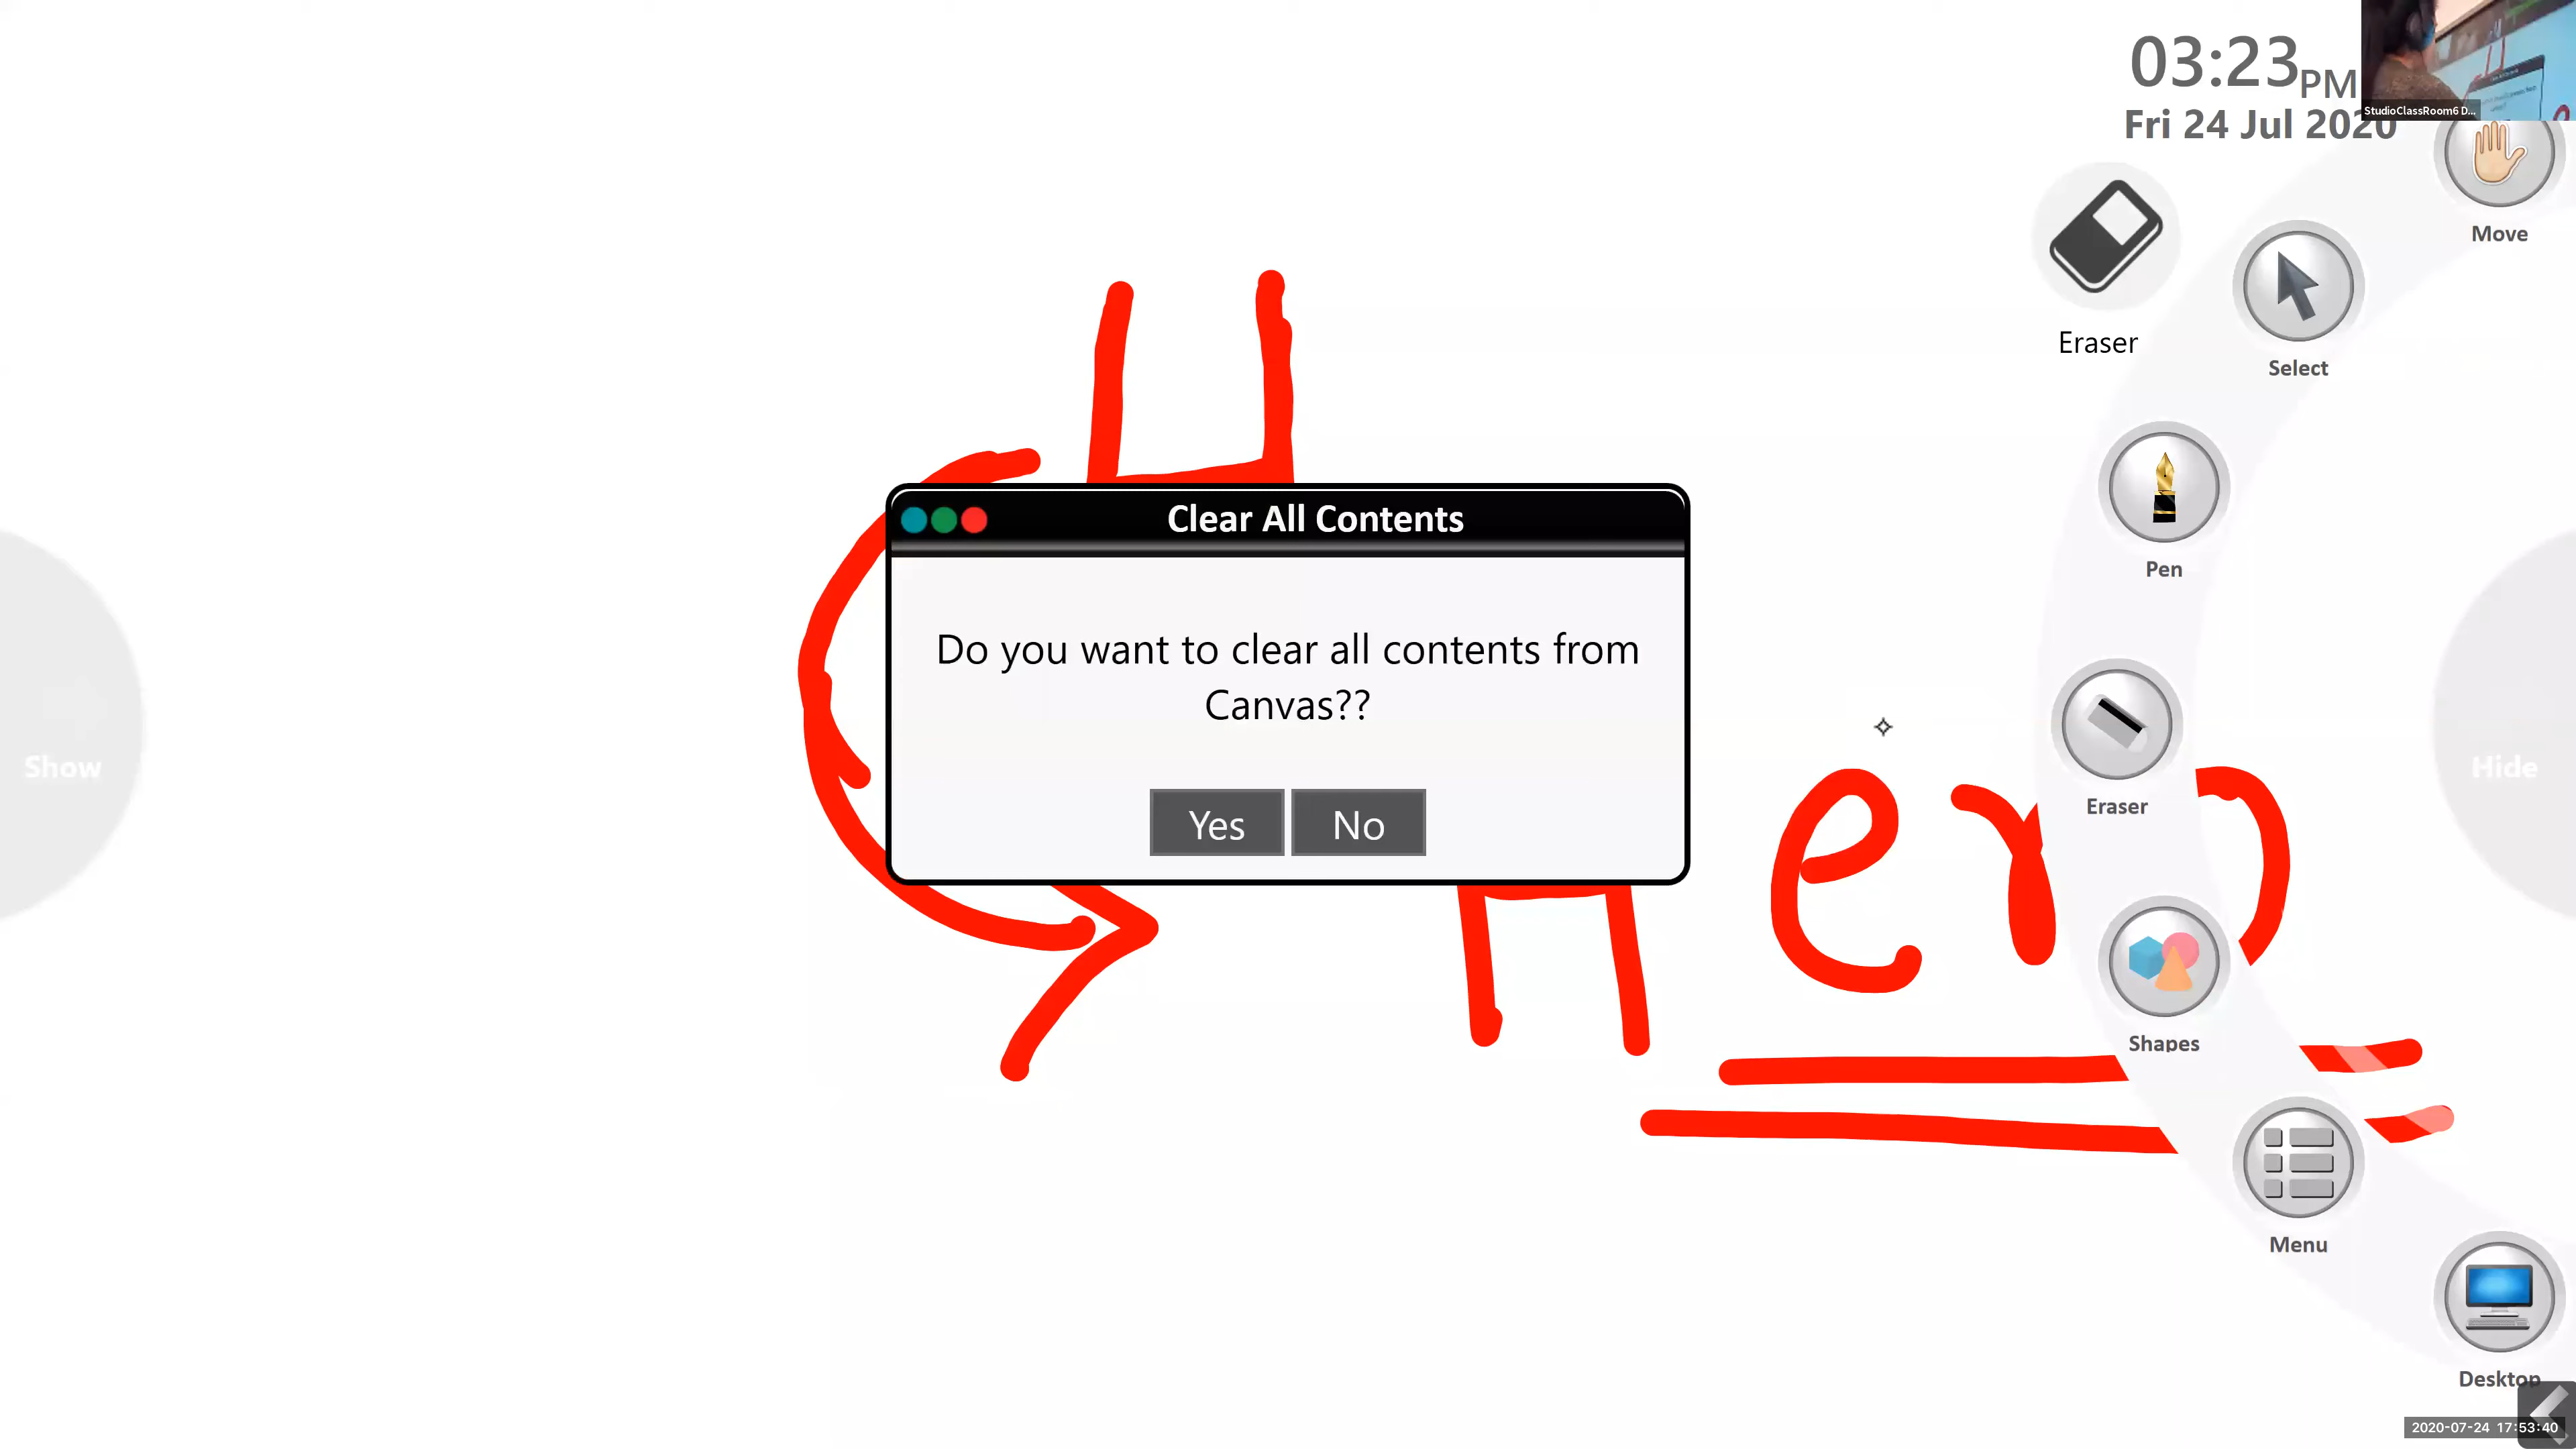 03:23PM
Fri 24 Jul 2020
StudioClassRoom6 D...
Move
Eraser
Select
Pen
Clear All Contents
Do you want to clear all contents from
Canvas??
Yes No
Show
Hide
Eraser
Shapes
Menu
Desktop
2020-07-24 17:53:40